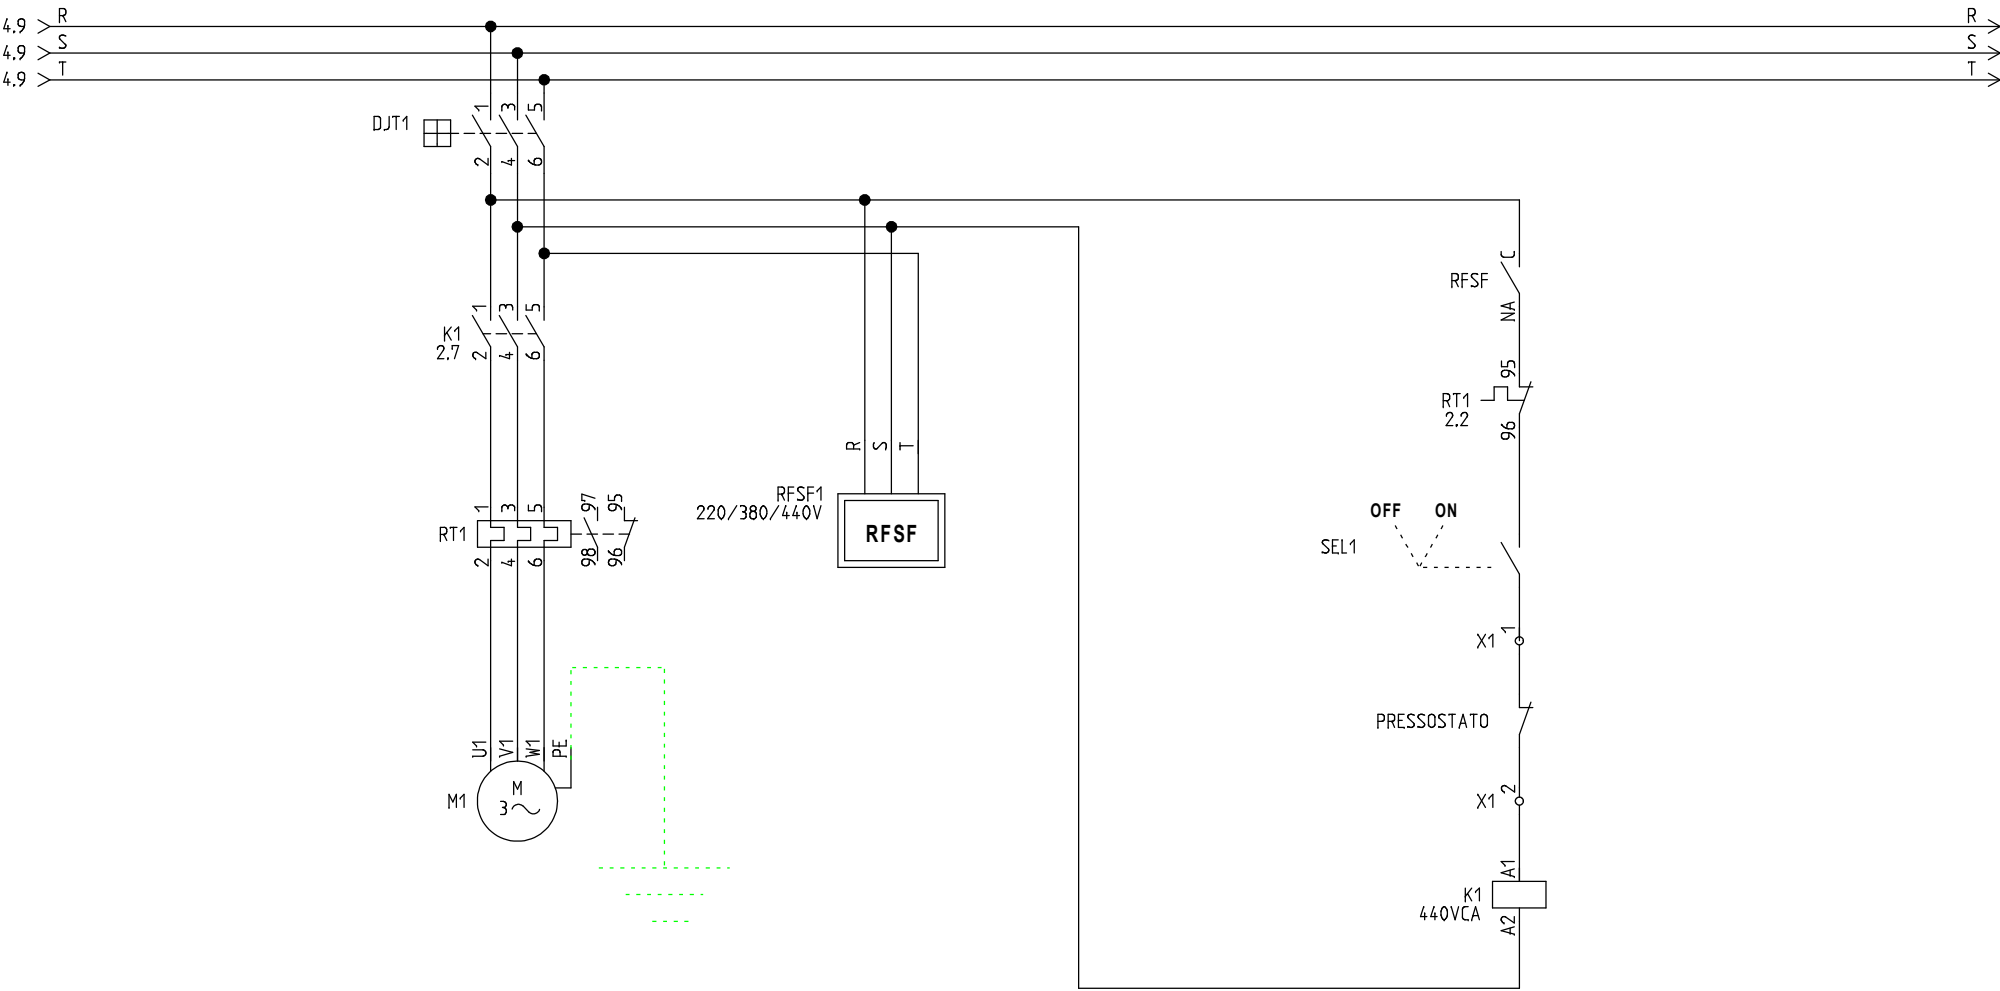 4.9 R R
4.9 S S
4.9 T T
1 3 5
DJT1
2 4 6
C
RFSF
NA
1 3 5
K1
2.7
2 4 6
95
RT1
2.2
96
R S T
RFSF1
220/380/440V
RFSF
1 3 5 97 95
RT1
2 4 6 98 96
OFF ON
SEL1
X1 1
PRESSOSTATO
X1 2
U1 V1 W1 PE
M1
M
3~
A1
K1
440VCA
A2